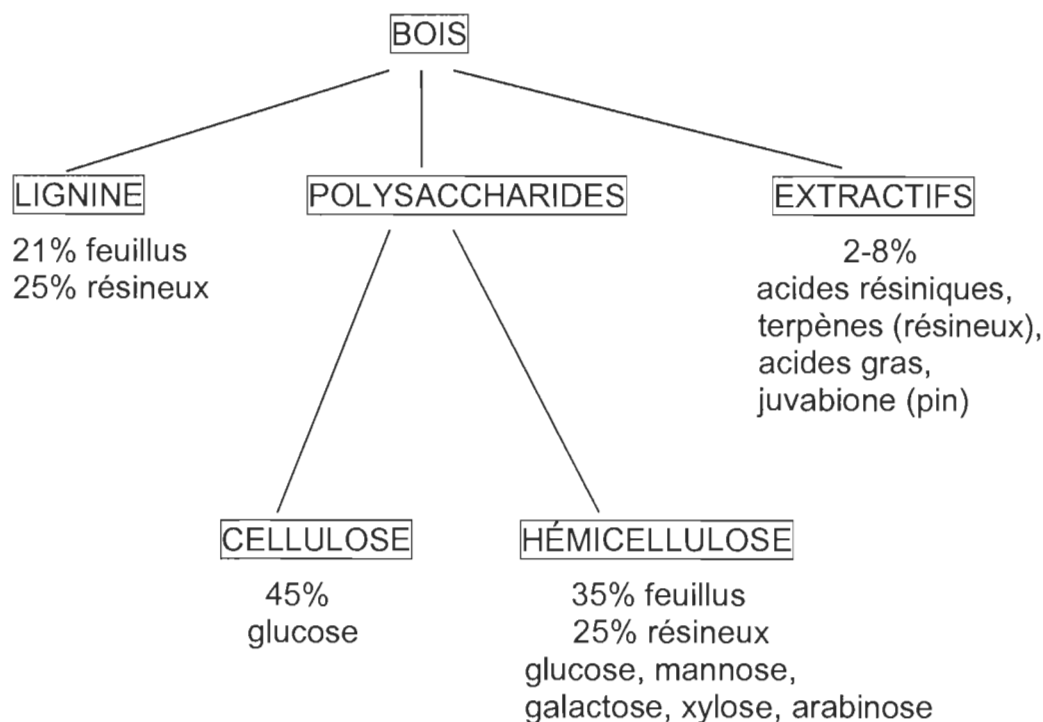 BOIS
LIGNINE
21% feuillus
25% résineux
POLYSACCHARIDES
EXTRACTIFS
2-8%
acides résiniques,
terpènes (résineux),
acides gras,
juvabione (pin)
CELLULOSE
45%
glucose
HÉMICELLULOSE
35% feuillus
25% résineux
glucose, mannose,
galactose, xylose, arabinose